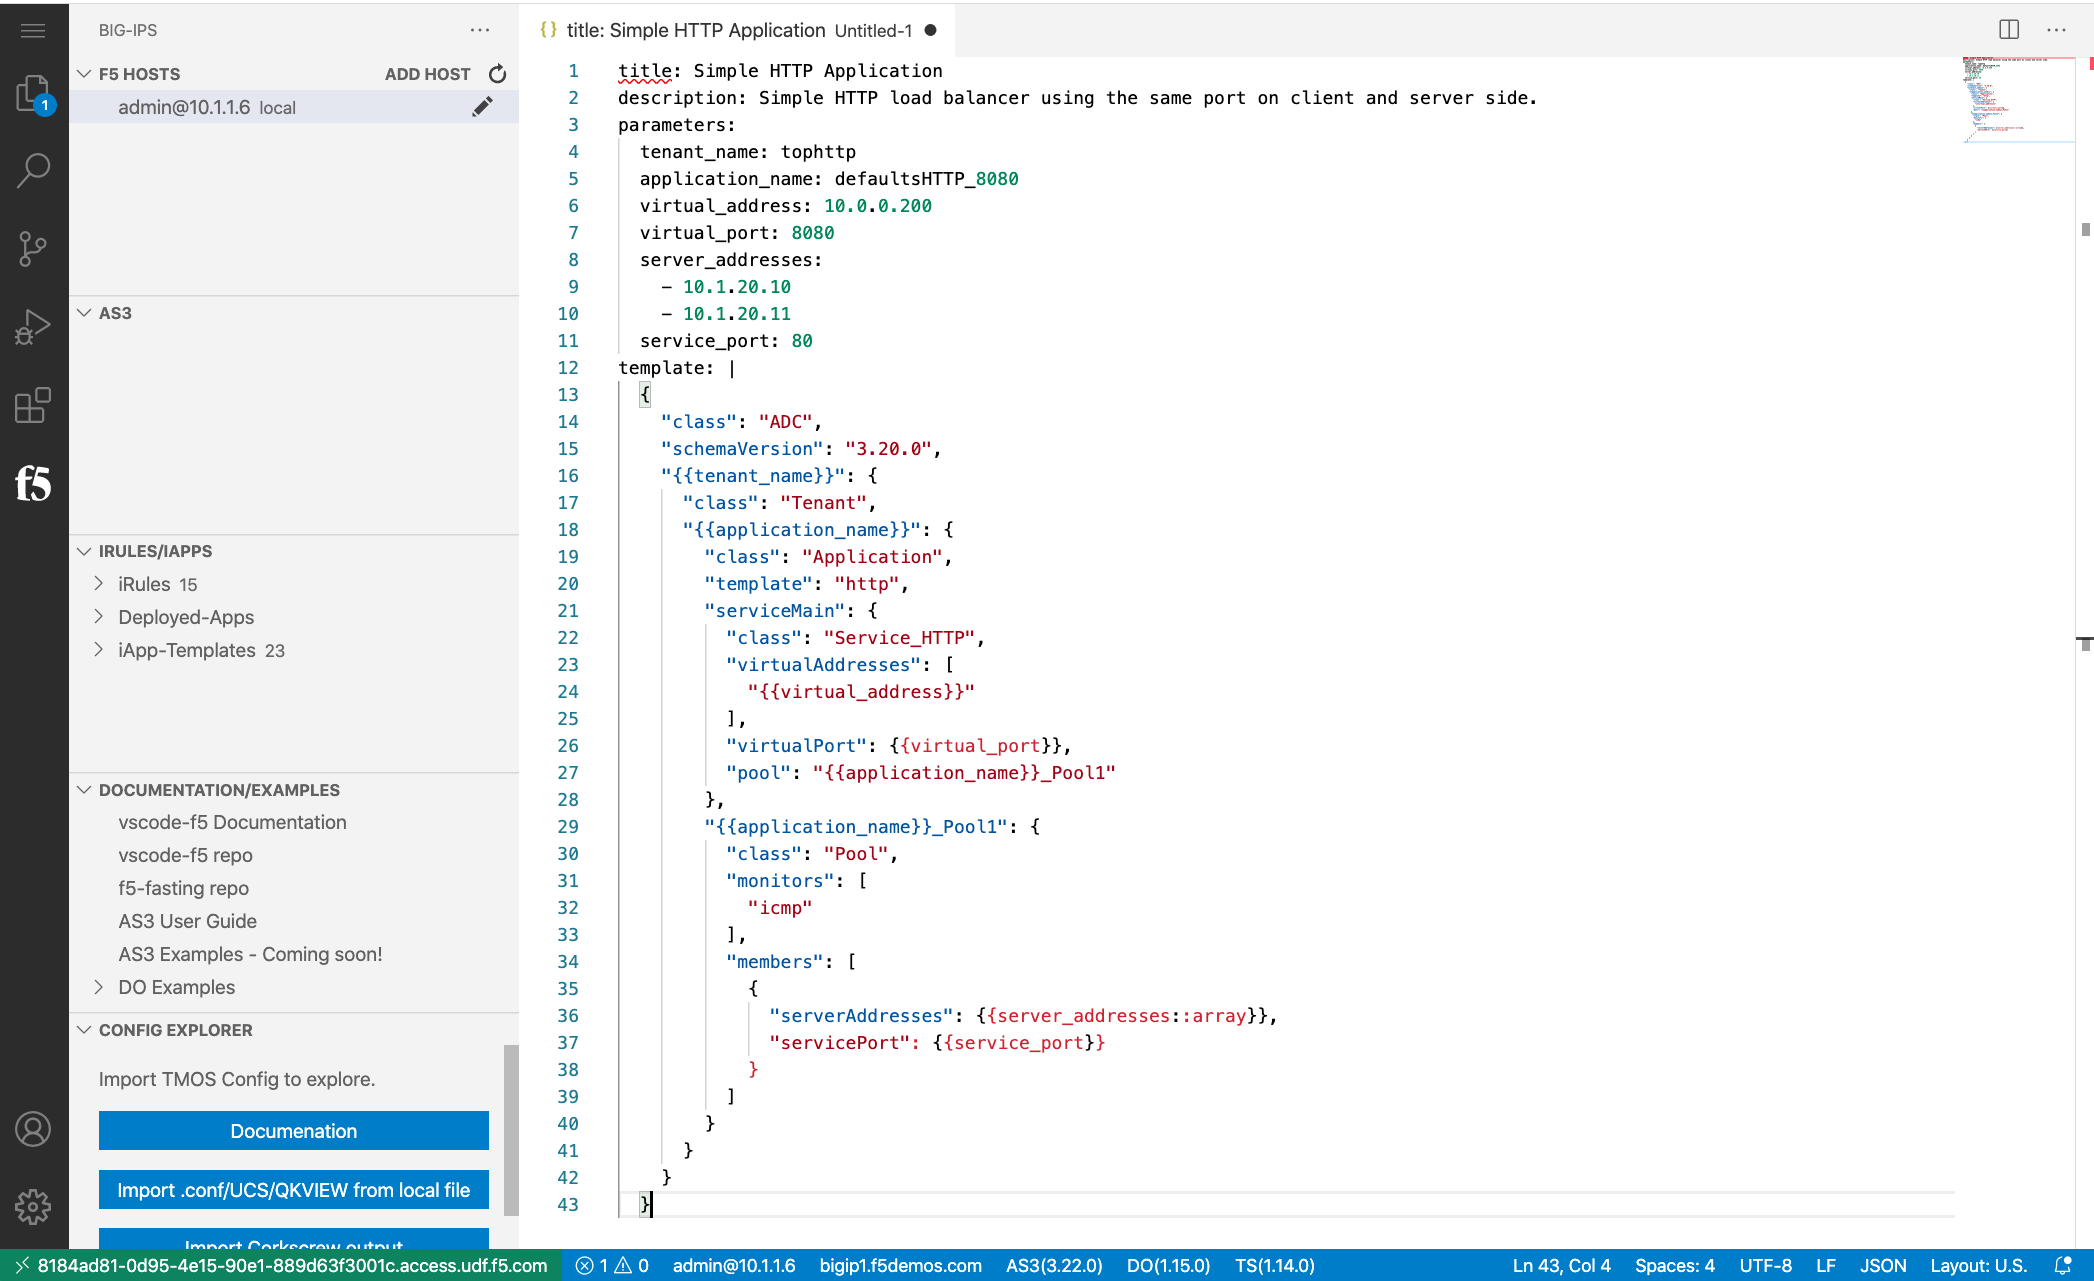 BIG-IPS
F5 HOSTS ADD HOST
admin@10.1.1.6 local
AS3
IRULES/IAPPS
iRules 15
Deployed-Apps
iApp-Templates 23
DOCUMENTATION/EXAMPLES
vscode-f5 Documentation
vscode-f5 repo
f5-fasting repo
AS3 User Guide
AS3 Examples - Coming soon!
DO Examples
CONFIG EXPLORER
Import TMOS Config to explore.
Documenation
Import .conf/UCS/QKVIEW from local file
Import Corkscrew output
1
f5
{} title: Simple HTTP Application Untitled-1 ●
1 title: Simple HTTP Application
2 description: Simple HTTP load balancer using the same port on client and server side.
3 parameters:
4 tenant_name: tophttp
5 application_name: defaultsHTTP_8080
6 virtual_address: 10.0.0.200
7 virtual_port: 8080
8 server_addresses:
9 - 10.1.20.10
10 - 10.1.20.11
11 service_port: 80
12 template: |
13 {
14 "class": "ADC",
15 "schemaVersion": "3.20.0",
16 "{{tenant_name}}": {
17 "class": "Tenant",
18 "{{application_name}}": {
19 "class": "Application",
20 "template": "http",
21 "serviceMain": {
22 "class": "Service_HTTP",
23 "virtualAddresses": [
24 "{{virtual_address}}"
25 ],
26 "virtualPort": {{virtual_port}},
27 "pool": "{{application_name}}_Pool1"
28 },
29 "{{application_name}}_Pool1": {
30 "class": "Pool",
31 "monitors": [
32 "icmp"
33 ],
34 "members": [
35 {
36 "serverAddresses": {{server_addresses::array}},
37 "servicePort": {{service_port}}
38 }
39 ]
40 }
41 }
42 }
43 }
8184ad81-0d95-4e15-90e1-889d63f3001c.access.udf.f5.com 1 0 admin@10.1.1.6 bigip1.f5demos.com AS3(3.22.0) DO(1.15.0) TS(1.14.0) Ln 43, Col 4 Spaces: 4 UTF-8 LF JSON Layout: U.S.